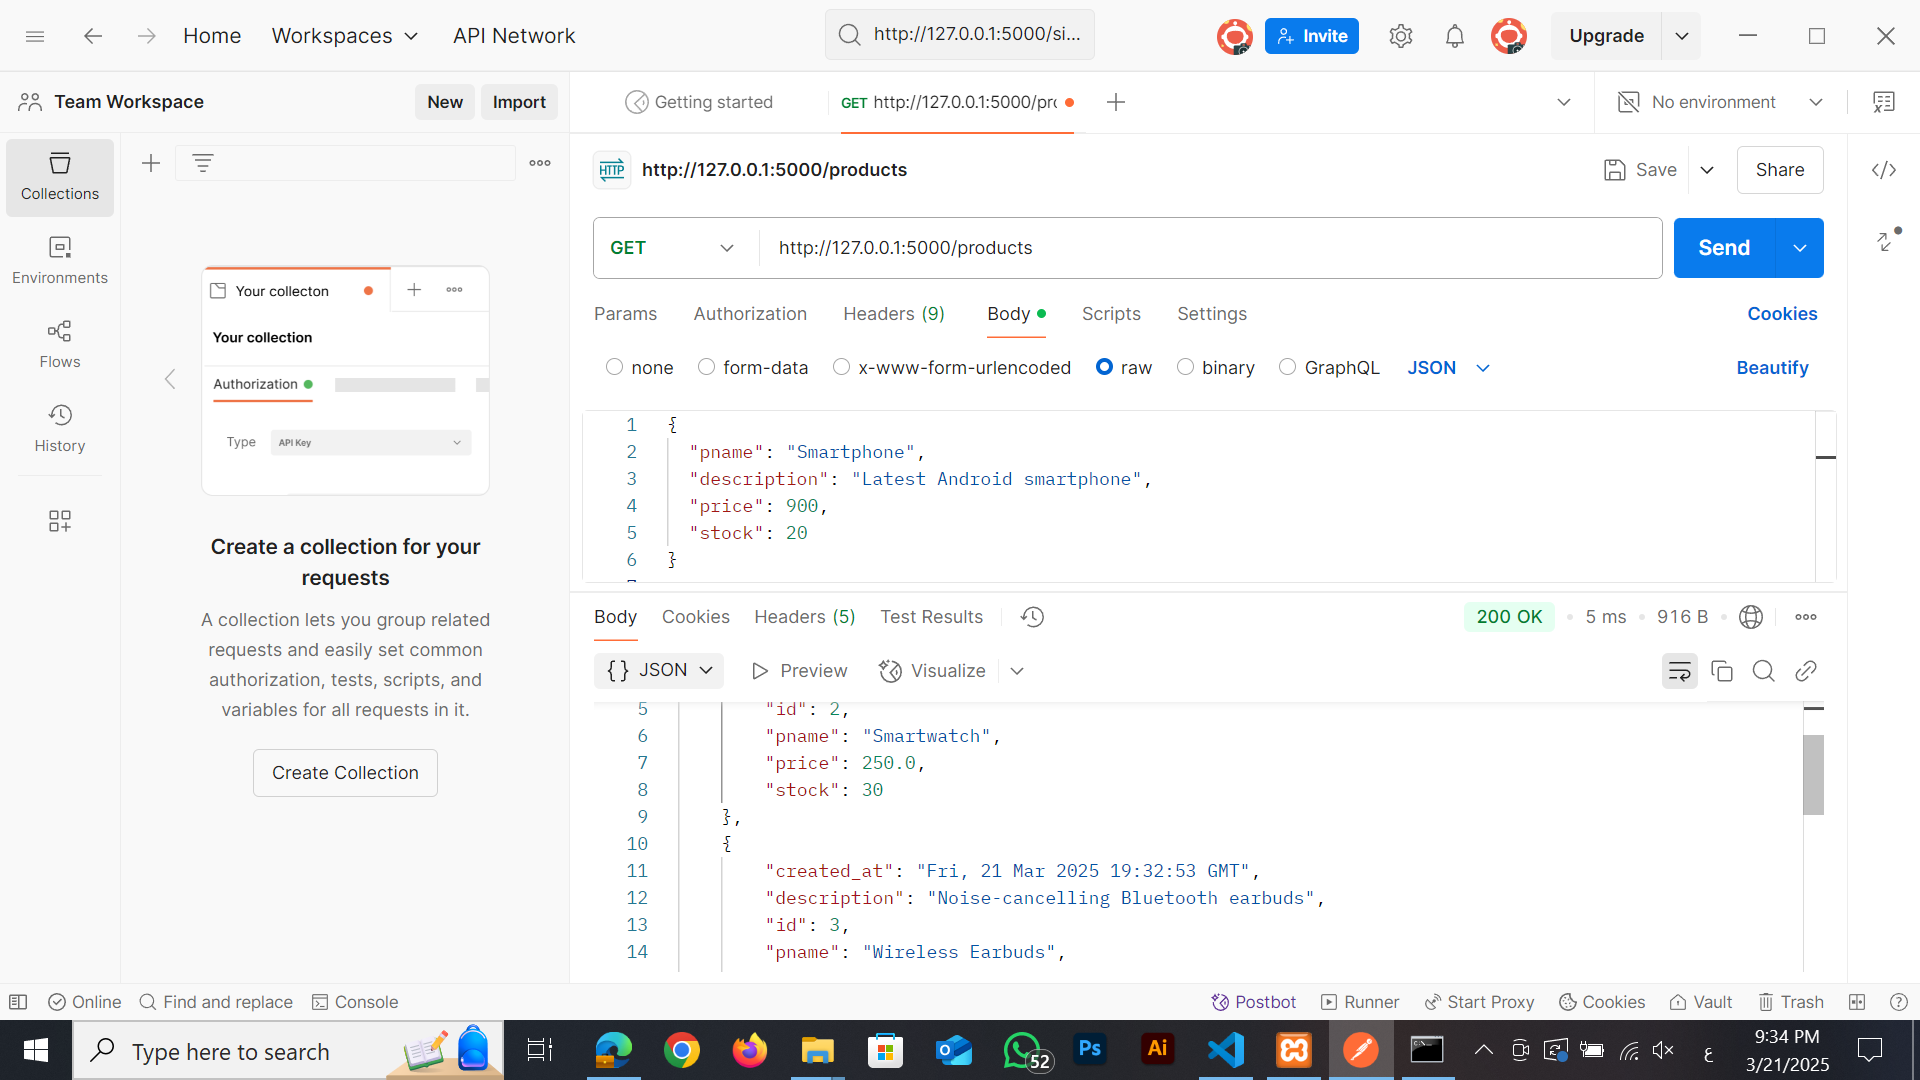 Home
Workspaces
API Network
http://127.0.0.1:5000/si...
Invite
Upgrade
Team Workspace
New
Import
Getting started
GET http://127.0.0.1:5000/pro
No environment
Collections
Environments
Flows
History
Your collecton
Your collection
Authorization
Type
API Key
Create a collection for your
requests
A collection lets you group related
requests and easily set common
authorization, tests, scripts, and
variables for all requests in it.
Create Collection
HTTP
http://127.0.0.1:5000/products
Save
Share
GET
http://127.0.0.1:5000/products
Send
Params
Authorization
Headers (9)
Body
Scripts
Settings
Cookies
none
form-data
x-www-form-urlencoded
raw
binary
GraphQL
JSON
Beautify
1 {
2 "pname": "Smartphone",
3 "description": "Latest Android smartphone",
4 "price": 900,
5 "stock": 20
6 }
Body
Cookies
Headers (5)
Test Results
200 OK
5 ms
916 B
{} JSON
Preview
Visualize
5 "id": 2,
6 "pname": "Smartwatch",
7 "price": 250.0,
8 "stock": 30
9 },
10 {
11 "created_at": "Fri, 21 Mar 2025 19:32:53 GMT",
12 "description": "Noise-cancelling Bluetooth earbuds",
13 "id": 3,
14 "pname": "Wireless Earbuds",
Online
Find and replace
Console
Postbot
Runner
Start Proxy
Cookies
Vault
Trash
Type here to search
52
Ps
Ai
ع
9:34 PM
3/21/2025